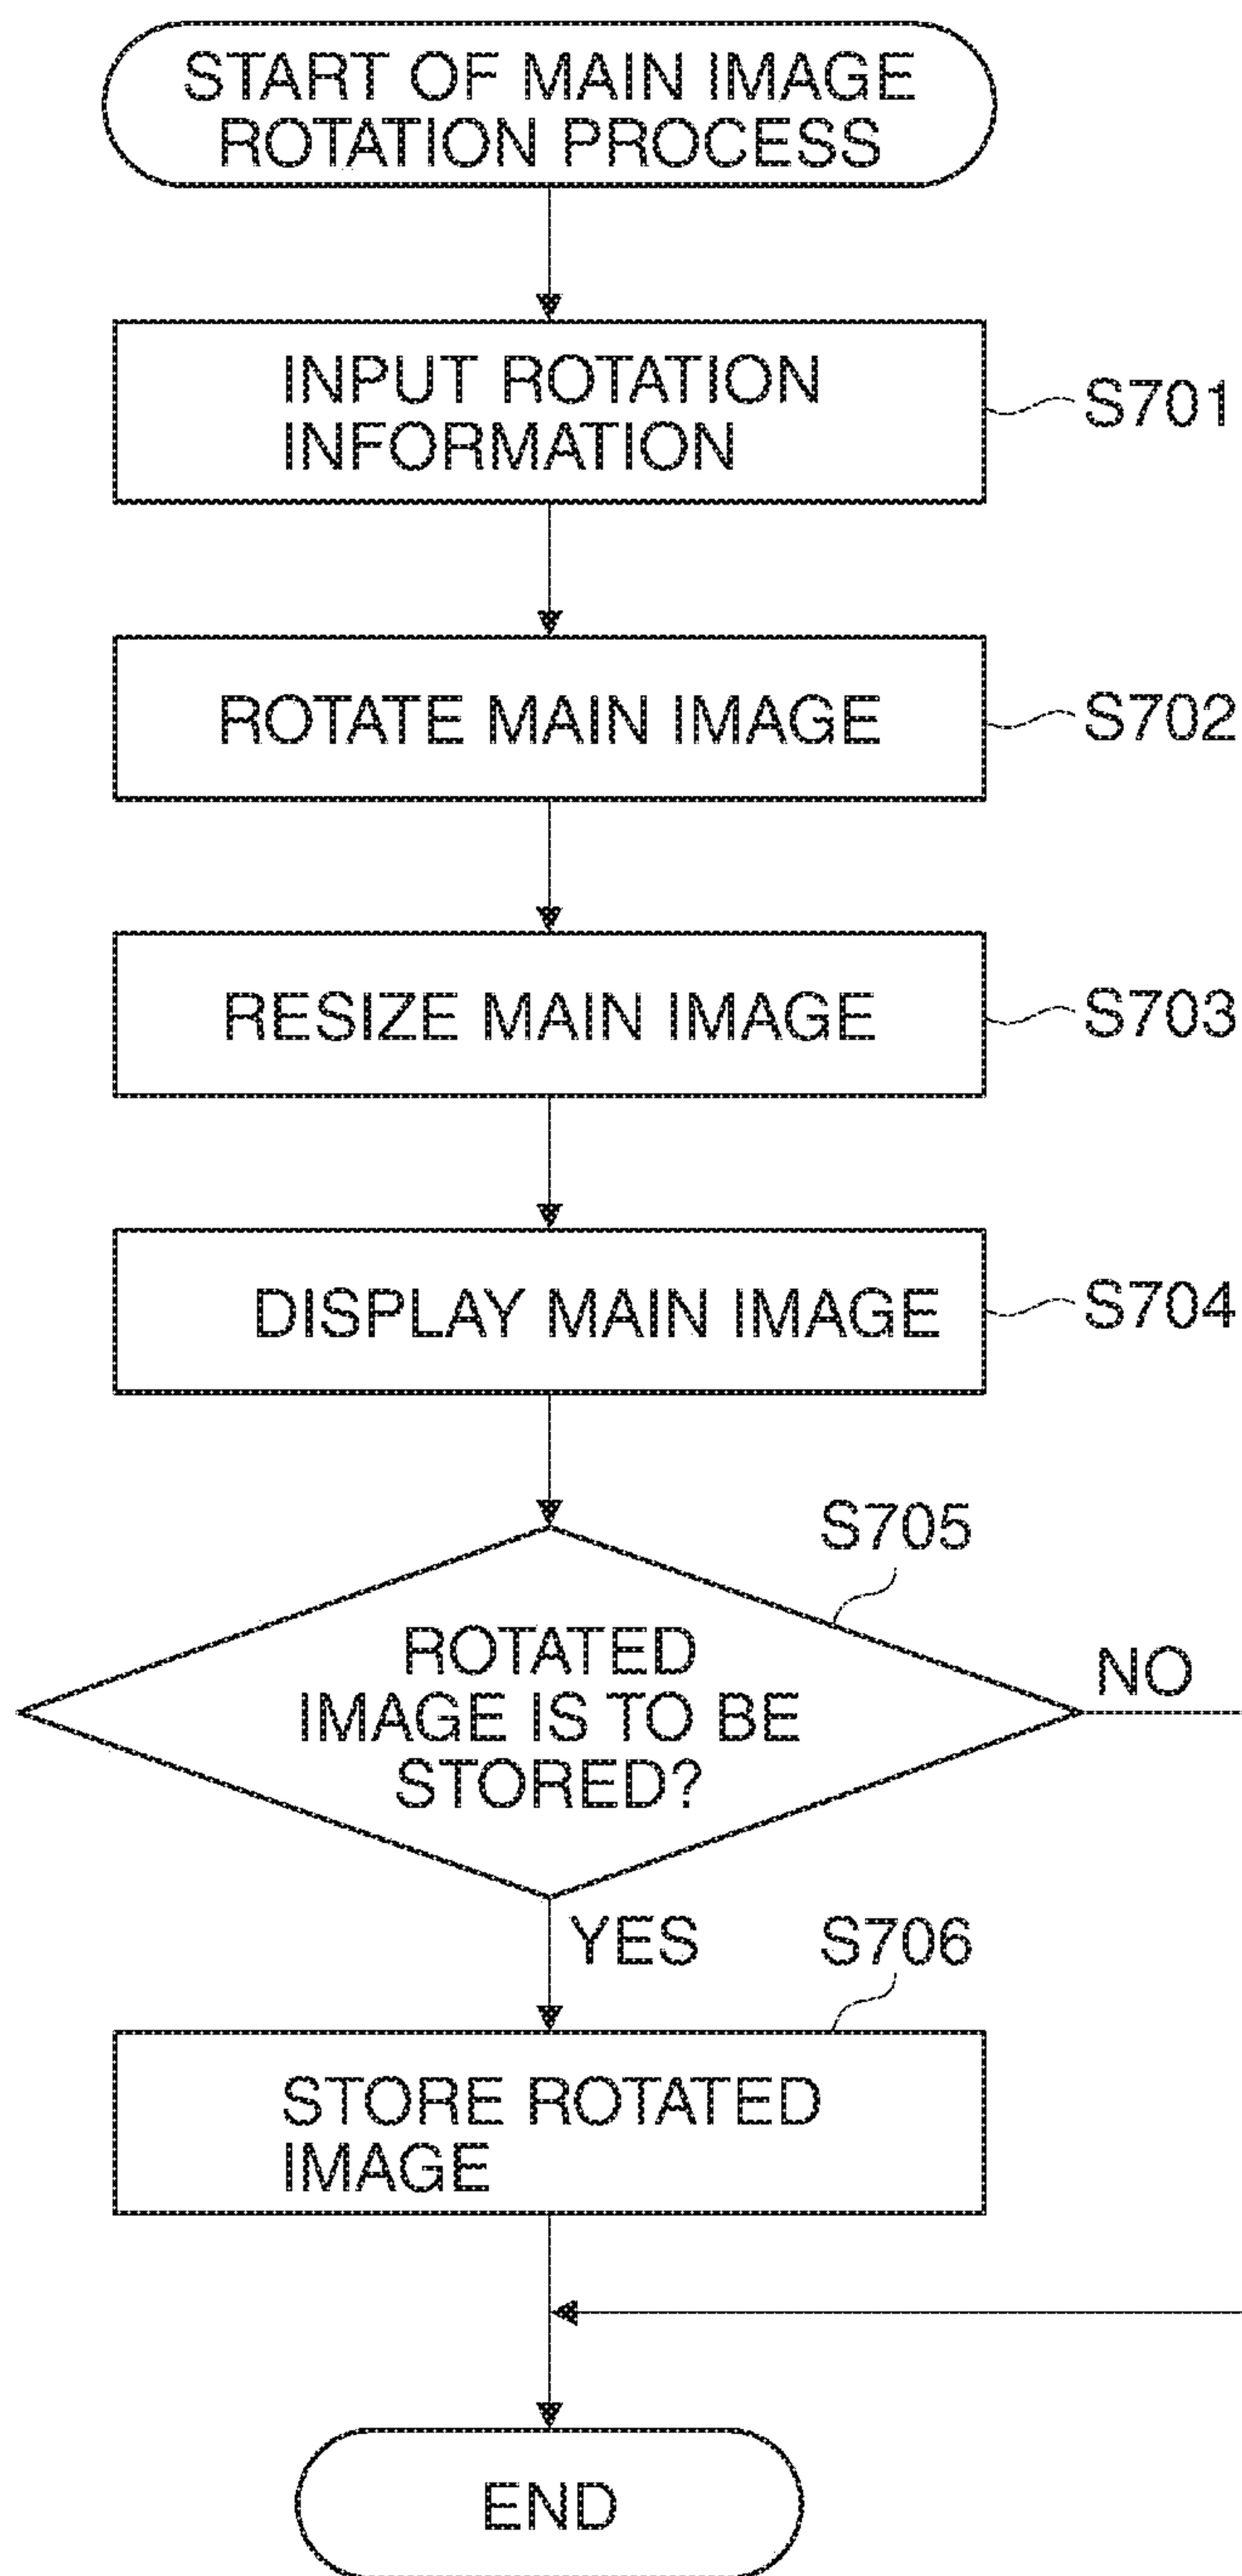 START OF MAIN IMAGE
ROTATION PROCESS
INPUT ROTATION
INFORMATION
S701
ROTATE MAIN IMAGE
S702
RESIZE MAIN IMAGE
S703
DISPLAY MAIN IMAGE
S704
S705
ROTATED
IMAGE IS TO BE
STORED?
NO
YES
S706
STORE ROTATED
IMAGE
END